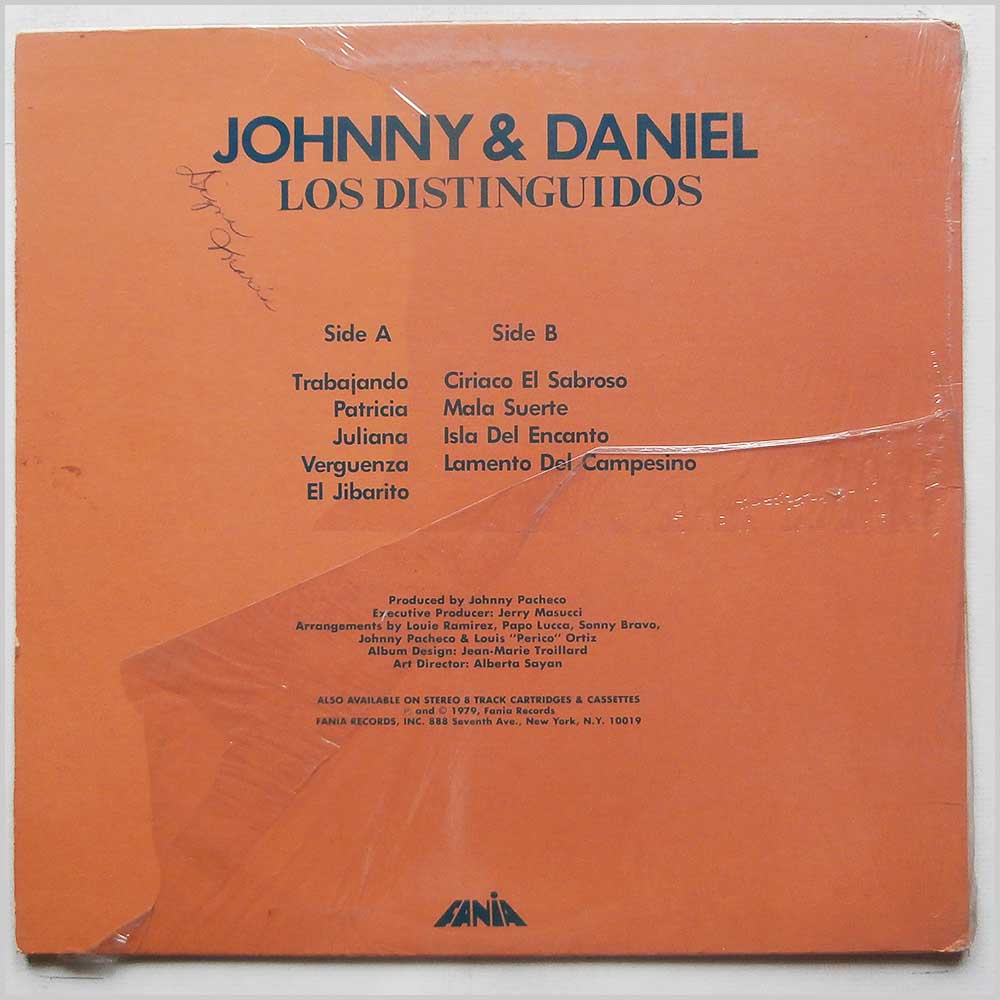 JOHNNY & DANIEL
LOS DISTINGUIDOS
Maria
Side A Side B
Trabajando Ciriaco El Sabroso
Patricia Mala Suerte
Juliana Isla Del Encanto
Verguenza Lamento Del Campesino
El Jibarito
Produced by Johnny Pacheco
Executive Producer: Jerry Masucci
Arrangements by Louie Ramirez, Papo Lucca, Sonny Bravo,
Johnny Pacheco & Louis "Perico" Ortiz
Album Design: Jean-Marie Troillard
Art Director: Alberta Sayan
ALSO AVAILABLE ON STEREO 8 TRACK CARTRIDGES & CASSETTES
℗ and © 1979, Fania Records
FANIA RECORDS, INC. 888 Seventh Ave., New York, N.Y. 10019
FANIA